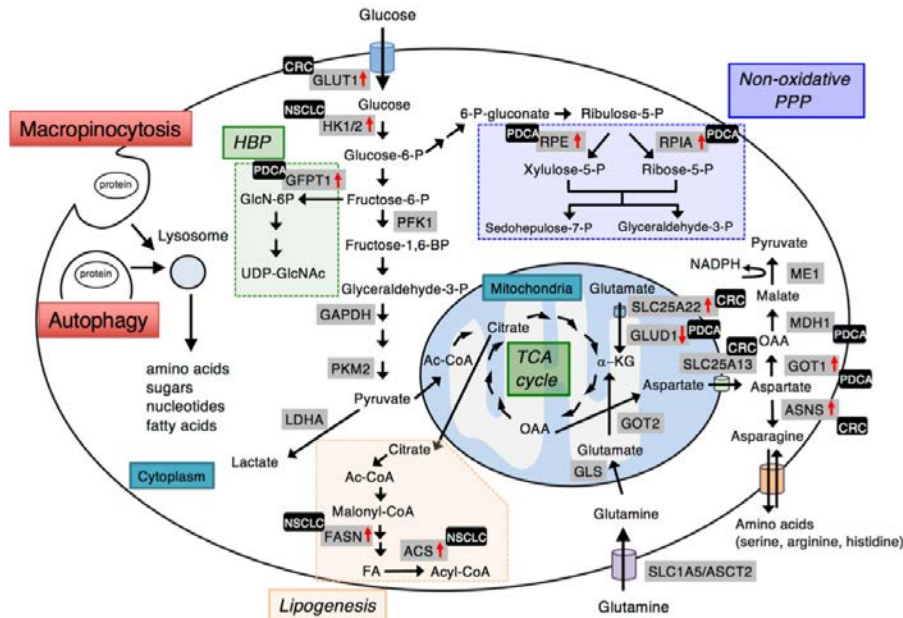 Glucose
CRC
GLUT1
Glucose
NSCLC
HK1/2
Glucose-6-P
6-P-gluconate
Ribulose-5-P
Non-oxidative
PPP
PDCA
RPE
RPIA
PDCA
Xylulose-5-P
Ribose-5-P
Sedohepulose-7-P
Glyceraldehyde-3-P
HBP
PDCA
GFPT1
GlcN-6P
UDP-GlcNAc
Fructose-6-P
PFK1
Fructose-1,6-BP
Glyceraldehyde-3-P
GAPDH
PKM2
Pyruvate
LDHA
Lactate
Macropinocytosis
protein
Lysosome
protein
Autophagy
amino acids
sugars
nucleotides
fatty acids
Cytoplasm
Mitochondria
Citrate
Ac-CoA
TCA
cycle
OAA
Glutamate
SLC25A22
CRC
GLUD1
PDCA
α–KG
CRC
SLC25A13
Aspartate
GOT2
Glutamate
GLS
Pyruvate
NADPH
ME1
Malate
MDH1
PDCA
OAA
GOT1
PDCA
Aspartate
ASNS
CRC
Asparagine
Amino acids
(serine, arginine, histidine)
Glutamine
SLC1A5/ASCT2
Glutamine
Citrate
Ac-CoA
Malonyl-CoA
NSCLC
FASN
NSCLC
ACS
FA
Acyl-CoA
Lipogenesis